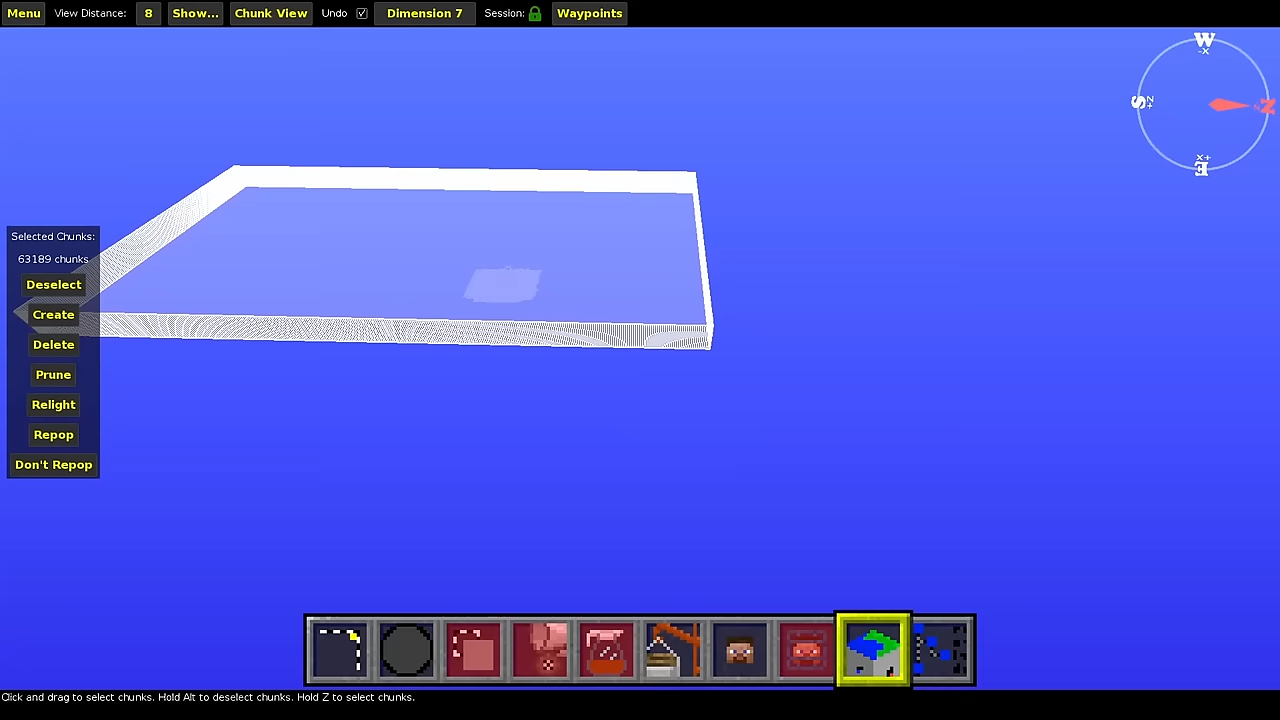 Menu View Distance: 8 Show... Chunk View Undo Dimension 7 Session: Waypoints
W
-X
S
N
+
N Z
X+
E
Selected Chunks:
63189 chunks
Deselect
Create
Delete
Prune
Relight
Repop
Don't Repop
Click and drag to select chunks. Hold Alt to deselect chunks. Hold Z to select chunks.